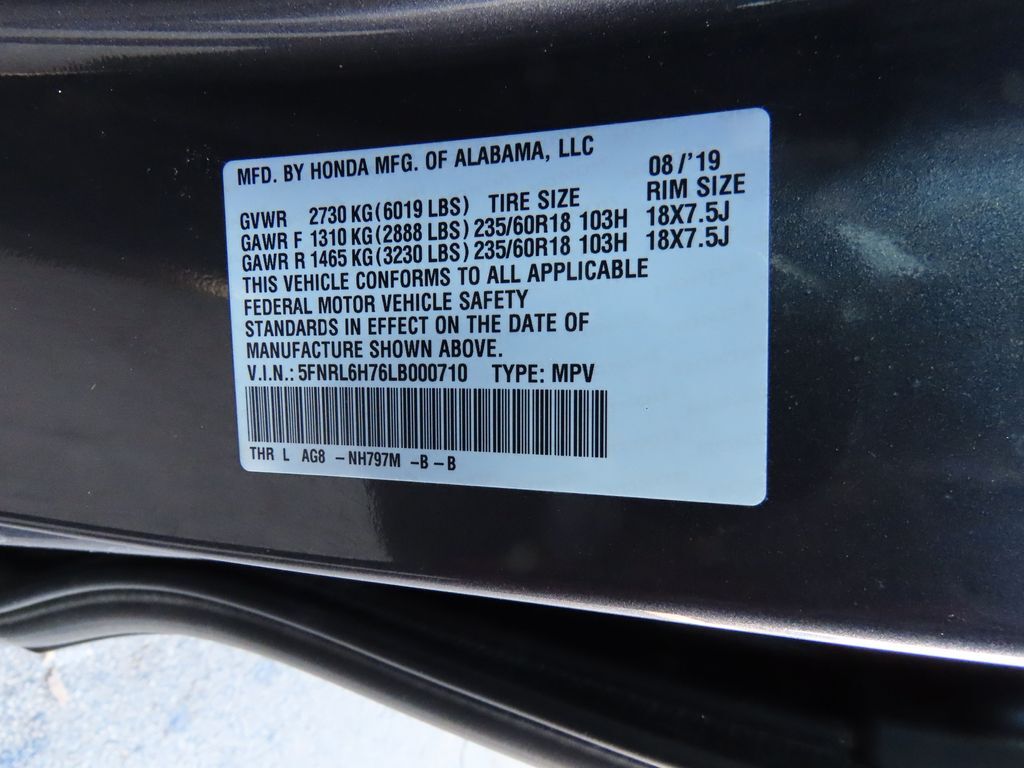 MFD. BY HONDA MFG. OF ALABAMA, LLC 08/'19
GVWR 2730 KG(6019 LBS) TIRE SIZE RIM SIZE
GAWR F 1310 KG(2888 LBS) 235/60R18 103H 18X7.5J
GAWR R 1465 KG(3230 LBS) 235/60R18 103H 18X7.5J
THIS VEHICLE CONFORMS TO ALL APPLICABLE
FEDERAL MOTOR VEHICLE SAFETY
STANDARDS IN EFFECT ON THE DATE OF
MANUFACTURE SHOWN ABOVE.
V.I.N.: 5FNRL6H76LB000710 TYPE: MPV
THR L AG8 -NH797M -B-B